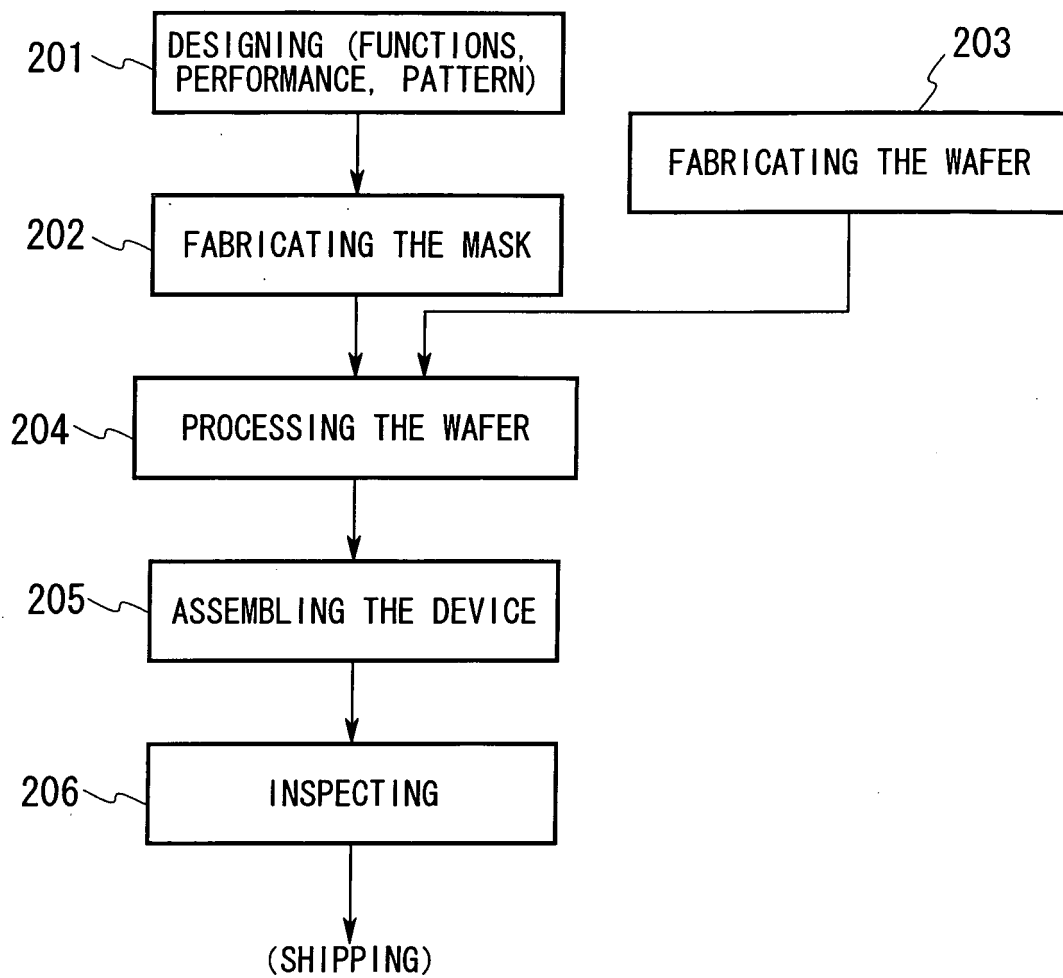 201
DESIGNING (FUNCTIONS,
PERFORMANCE, PATTERN)
203
FABRICATING THE WAFER
202
FABRICATING THE MASK
204
PROCESSING THE WAFER
205
ASSEMBLING THE DEVICE
206
INSPECTING
(SHIPPING)